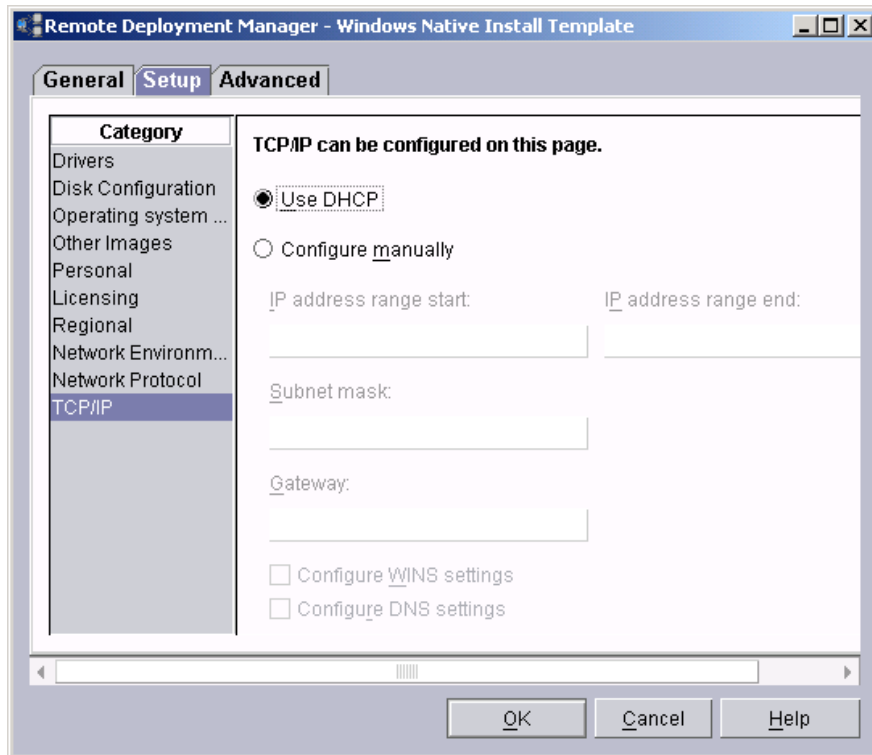 Remote Deployment Manager - Windows Native Install Template
General Setup Advanced
Category
Drivers
Disk Configuration
Operating system ...
Other Images
Personal
Licensing
Regional
Network Environm...
Network Protocol
TCP/IP
TCP/IP can be configured on this page.
Use DHCP
Configure manually
IP address range start: IP address range end:
Subnet mask:
Gateway:
Configure WINS settings
Configure DNS settings
OK Cancel Help